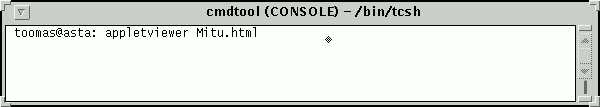 cmdtool (CONSOLE) - /bin/tcsh
toomas@asta: appletviewer Mitu.html